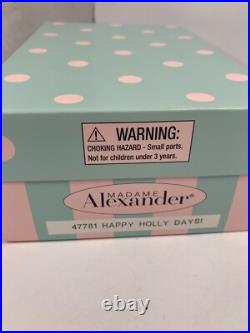 WARNING:
CHOKING HAZARD - Small parts.
Not for children under 3 years.
MADAME
Alexander®
47781 HAPPY HOLLY DAYS!